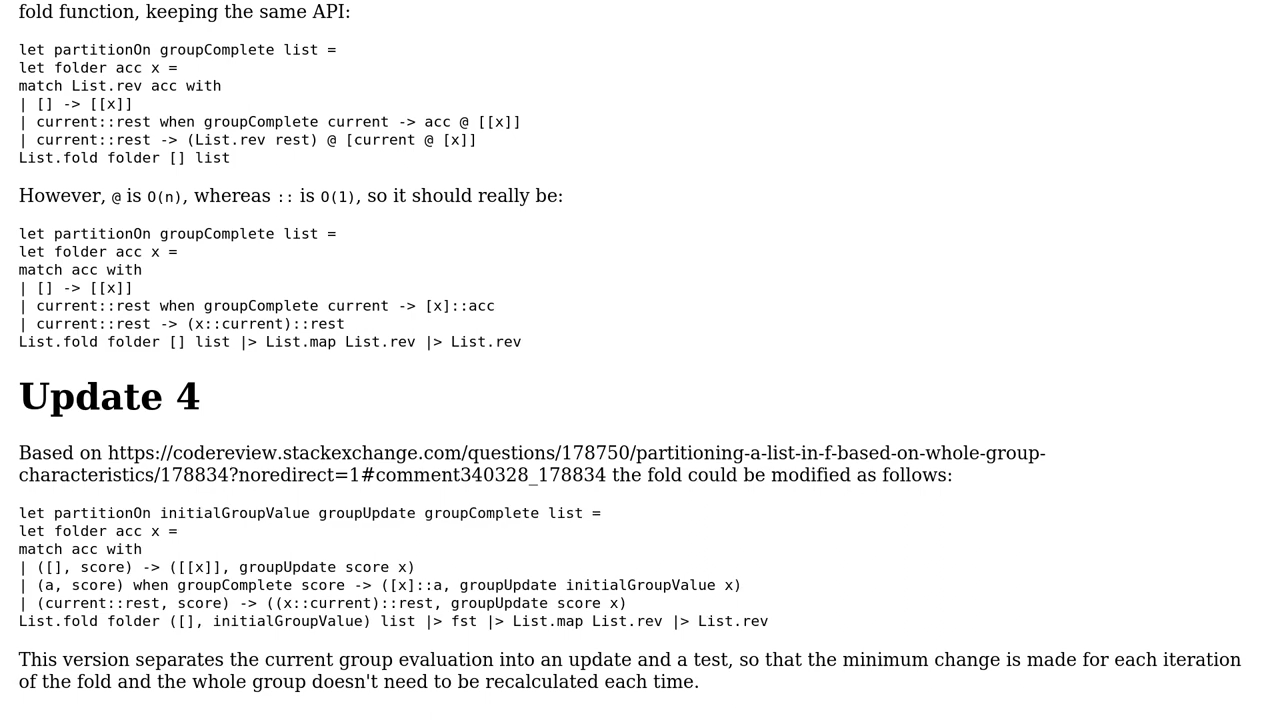 fold function, keeping the same API:
let partitionOn groupComplete list =
let folder acc x =
match List.rev acc with
| [] -> [[x]]
| current::rest when groupComplete current -> acc @ [[x]]
| current::rest -> (List.rev rest) @ [current @ [x]]
List.fold folder [] list
However, @ is O(n), whereas :: is O(1), so it should really be:
let partitionOn groupComplete list =
let folder acc x =
match acc with
| [] -> [[x]]
| current::rest when groupComplete current -> [x]::acc
| current::rest -> (x::current)::rest
List.fold folder [] list |> List.map List.rev |> List.rev
Update 4
Based on https://codereview.stackexchange.com/questions/178750/partitioning-a-list-in-f-based-on-whole-group-
characteristics/178834?noredirect=1#comment340328_178834 the fold could be modified as follows:
let partitionOn initialGroupValue groupUpdate groupComplete list =
let folder acc x =
match acc with
| ([], score) -> ([[x]], groupUpdate score x)
| (a, score) when groupComplete score -> ([x]::a, groupUpdate initialGroupValue x)
| (current::rest, score) -> ((x::current)::rest, groupUpdate score x)
List.fold folder ([], initialGroupValue) list |> fst |> List.map List.rev |> List.rev
This version separates the current group evaluation into an update and a test, so that the minimum change is made for each iteration
of the fold and the whole group doesn't need to be recalculated each time.